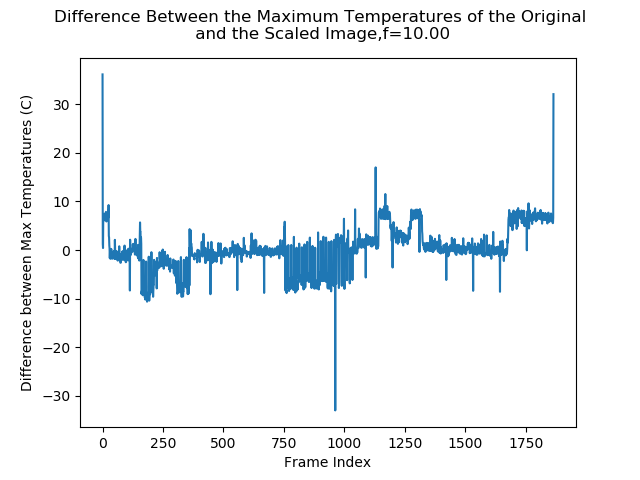 Difference Between the Maximum Temperatures of the Original
and the Scaled Image,f=10.00
Difference between Max Temperatures (C)
30
20
10
0
−10
−20
−30
0 250 500 750 1000 1250 1500 1750
Frame Index